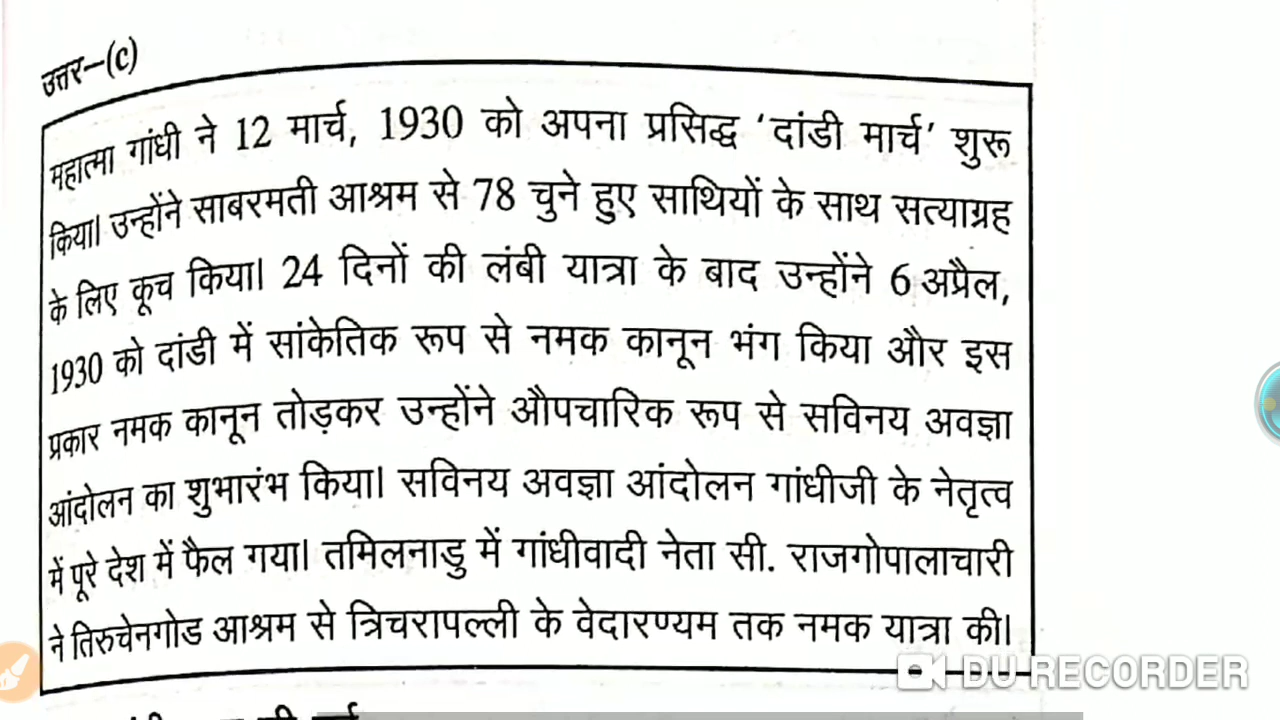 उत्तर–(c)
महात्मा गांधी ने 12 मार्च, 1930 को अपना प्रसिद्ध ‘दांडी मार्च’ शुरू
किया। उन्होंने साबरमती आश्रम से 78 चुने हुए साथियों के साथ सत्याग्रह
के लिए कूच किया। 24 दिनों की लंबी यात्रा के बाद उन्होंने 6 अप्रैल,
1930 को दांडी में सांकेतिक रूप से नमक कानून भंग किया और इस
प्रकार नमक कानून तोड़कर उन्होंने औपचारिक रूप से सविनय अवज्ञा
आंदोलन का शुभारंभ किया। सविनय अवज्ञा आंदोलन गांधीजी के नेतृत्व
में पूरे देश में फैल गया। तमिलनाडु में गांधीवादी नेता सी. राजगोपालाचारी
ने तिरुचेनगोड आश्रम से त्रिचरापल्ली के वेदारण्यम तक नमक यात्रा की।
DU RECORDER